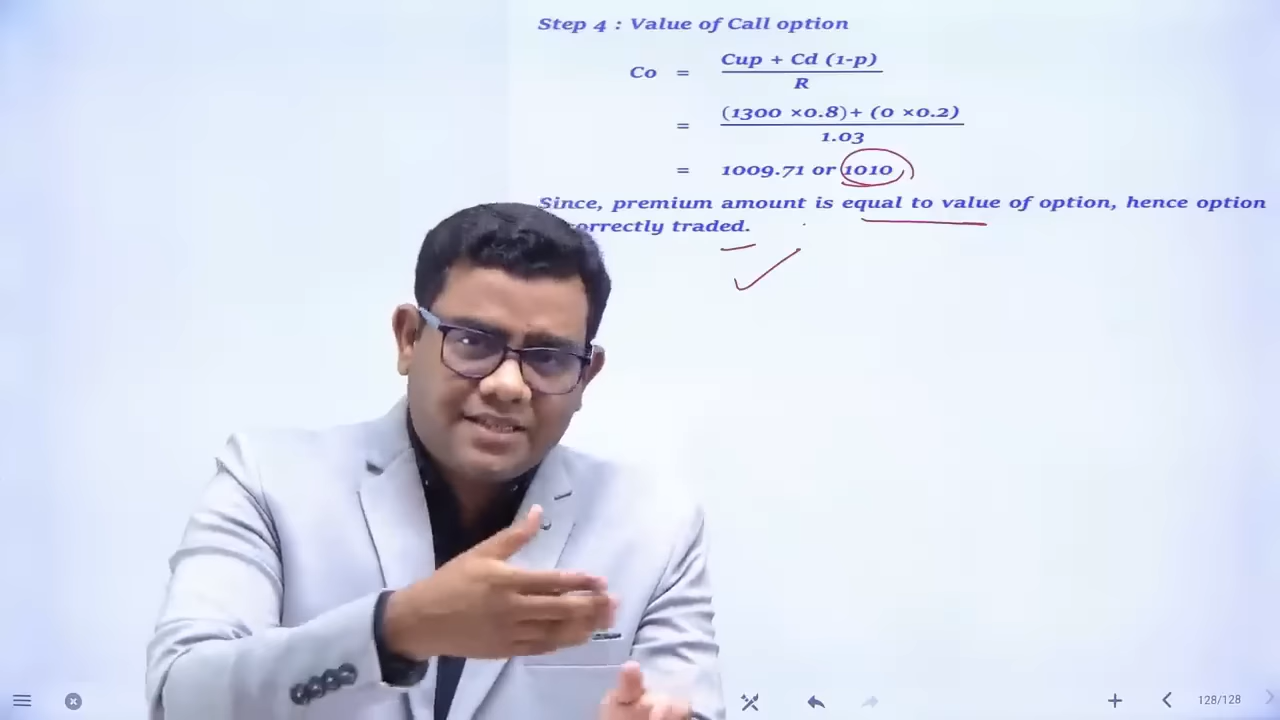 Step 4 : Value of Call option
Co = Cup + Cd (1-p)
R
= (1300 ×0.8)+ (0 ×0.2)
1.03
= 1009.71 or 1010
Since, premium amount is equal to value of option, hence option
orrectly traded.
128/128